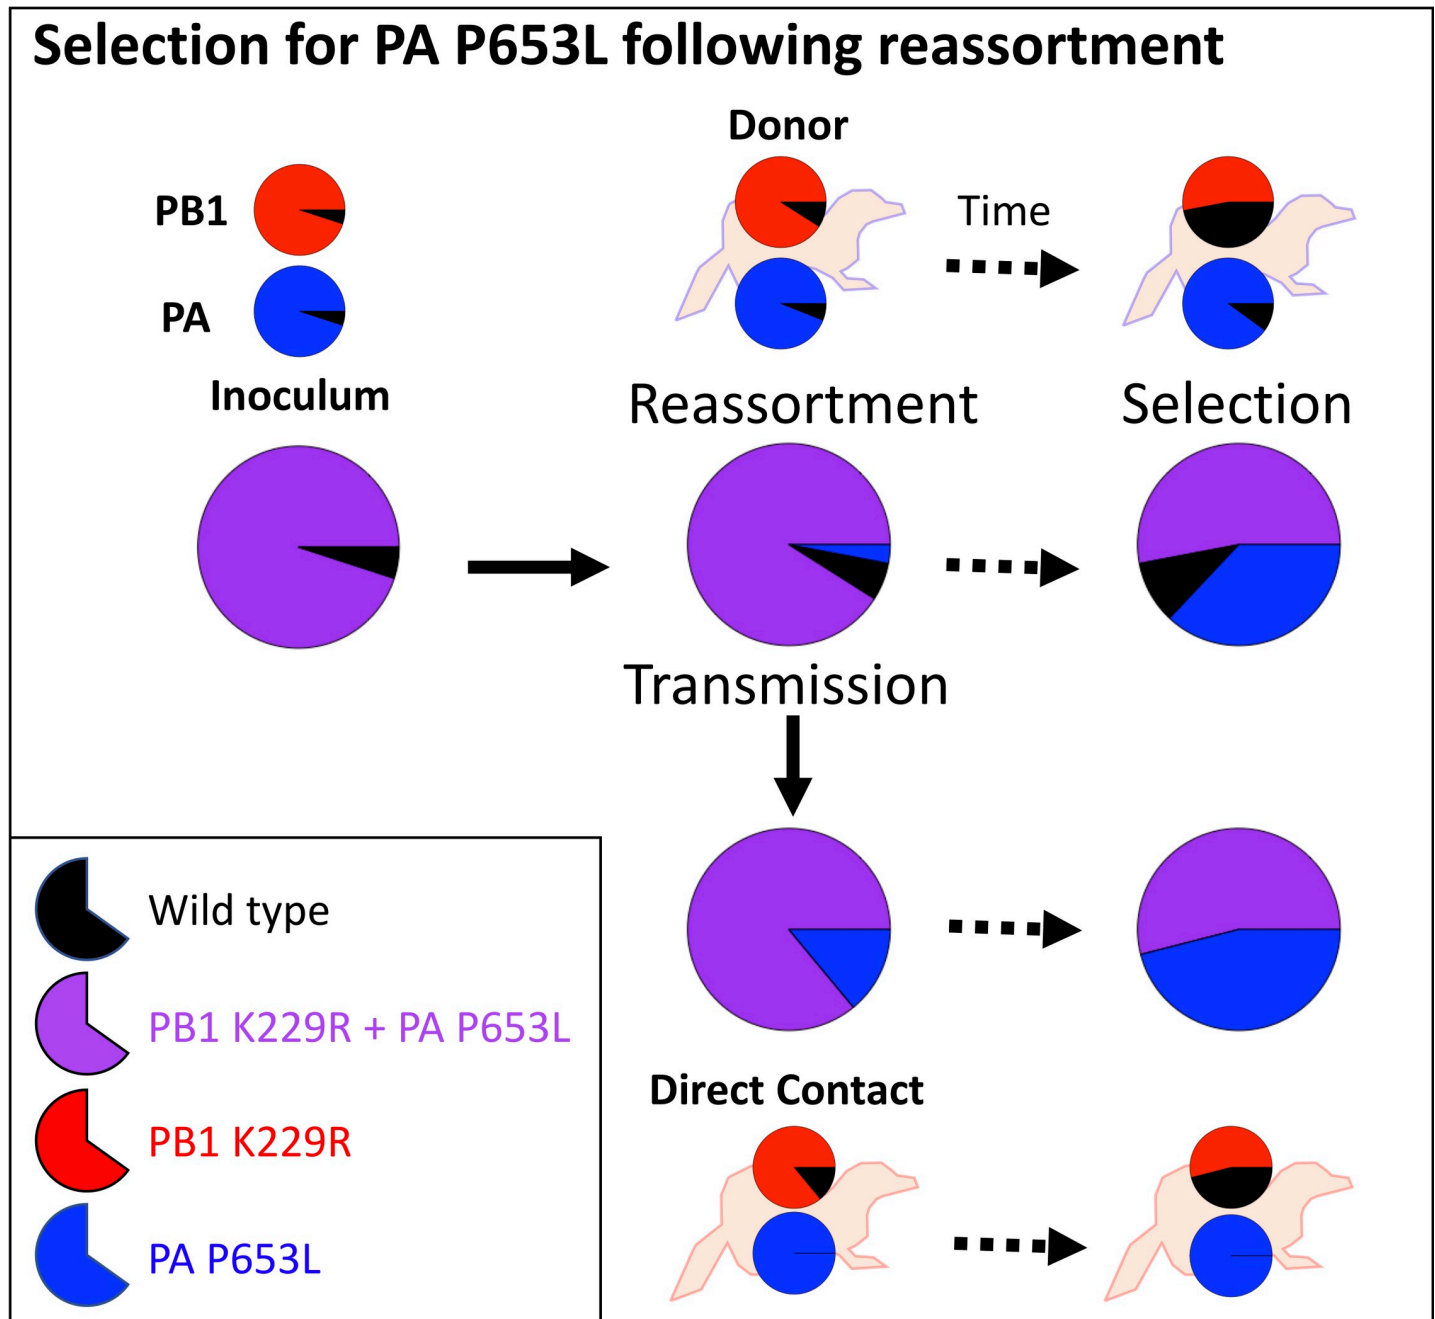 Selection for PA P653L following reassortment
Donor
PB1
Time
PA
Inoculum
Reassortment
Selection
Transmission
Wild type
PB1 K229R + PA P653L
PB1 K229R
PA P653L
Direct Contact